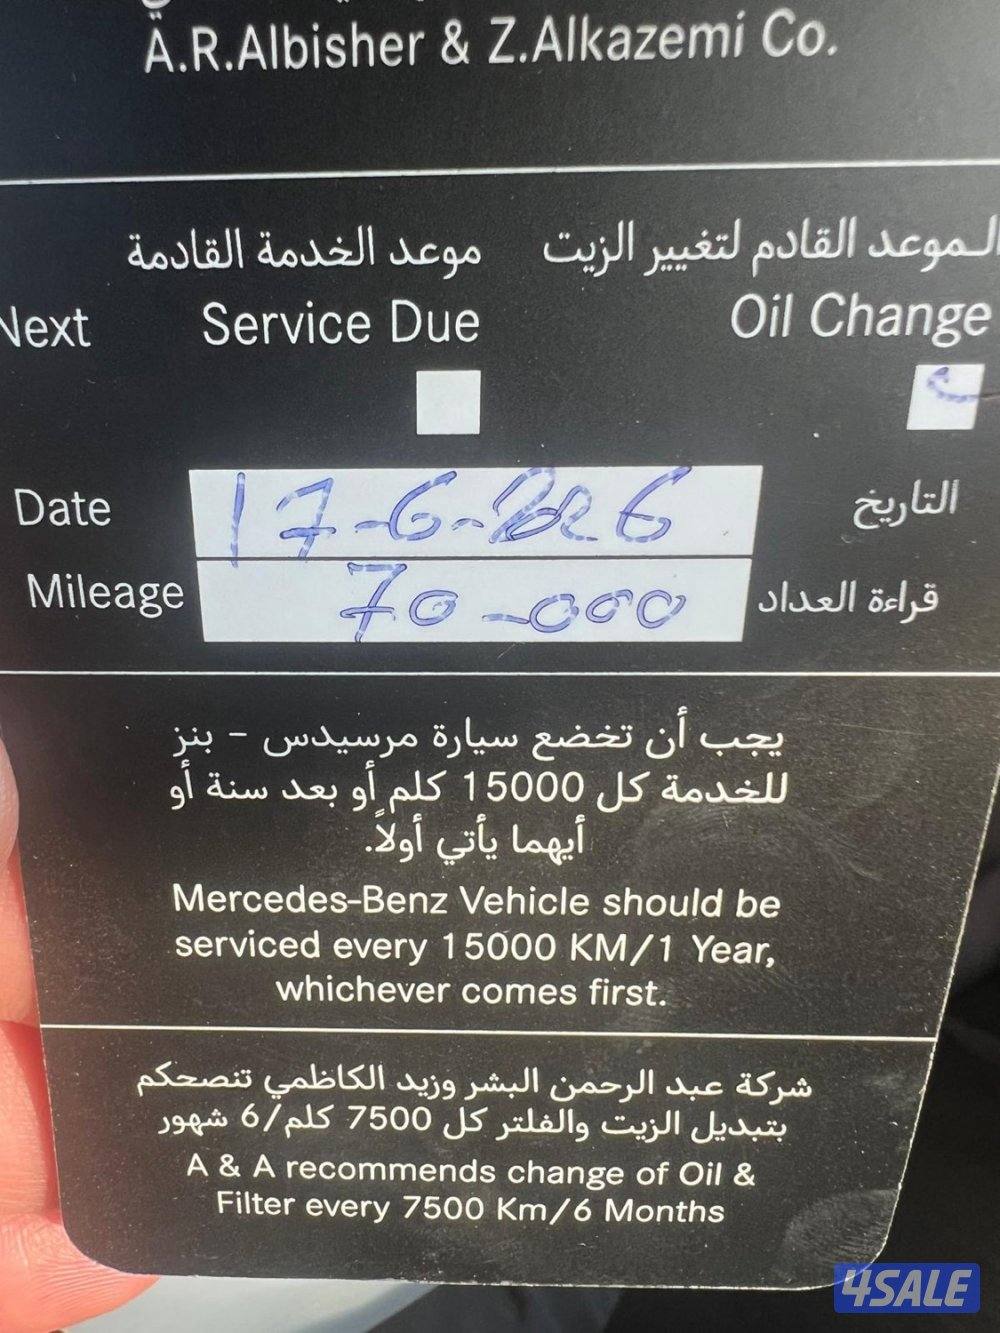 A.R.Albisher & Z.Alkazemi Co.
موعد الخدمة القادمة
الموعد القادم لتغيير الزيت
Next
Service Due
Oil Change
Date
17-6-2026
التاريخ
Mileage
70-000
قراءة العداد
يجب أن تخضع سيارة مرسيدس - بنز
للخدمة كل 15000 كلم أو بعد سنة أو
أيهما يأتي أولاً.
Mercedes-Benz Vehicle should be
serviced every 15000 KM/1 Year,
whichever comes first.
شركة عبد الرحمن البشر وزيد الكاظمي تنصحكم
بتبديل الزيت والفلتر كل 7500 كلم/6 شهور
A & A recommends change of Oil &
Filter every 7500 Km/6 Months
4SALE